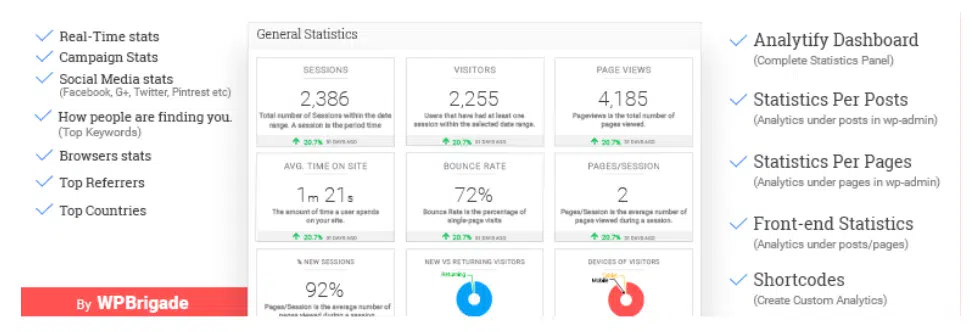 Real-Time stats
Campaign Stats
Social Media stats
(Facebook, G+, Twitter, Pintrest etc)
How people are finding you.
(Top Keywords)
Browsers stats
Top Referrers
Top Countries
By WPBrigade
General Statistics
SESSIONS
2,386
Total number of Sessions within the date
range. A session is the period time
20.7% 31 DAYS AGO
VISITORS
2,255
Users that have had at least one
session within the selected date range.
20.7% 31 DAYS AGO
PAGE VIEWS
4,185
Pageviews is the total number of
pages viewed.
20.7% 31 DAYS AGO
AVG. TIME ON SITE
1m 21s
The amount of time a user spends
on your site.
20.7% 31 DAYS AGO
BOUNCE RATE
72%
Bounce Rate is the percentage of
single-page visits
20.7% 31 DAYS AGO
PAGES/SESSION
2
Pages/Session is the average number of
pages viewed during a session.
20.7% 31 DAYS AGO
% NEW SESSIONS
92%
Pages/Session is the average number of
pages viewed during a session.
NEW VS RETURNING VISITORS
Returning
DEVICES OF VISITORS
Mobile
Analytify Dashboard
(Complete Statistics Panel)
Statistics Per Posts
(Analytics under posts in wp-admin)
Statistics Per Pages
(Analytics under pages in wp-admin)
Front-end Statistics
(Analytics under posts/pages)
Shortcodes
(Create Custom Analytics)